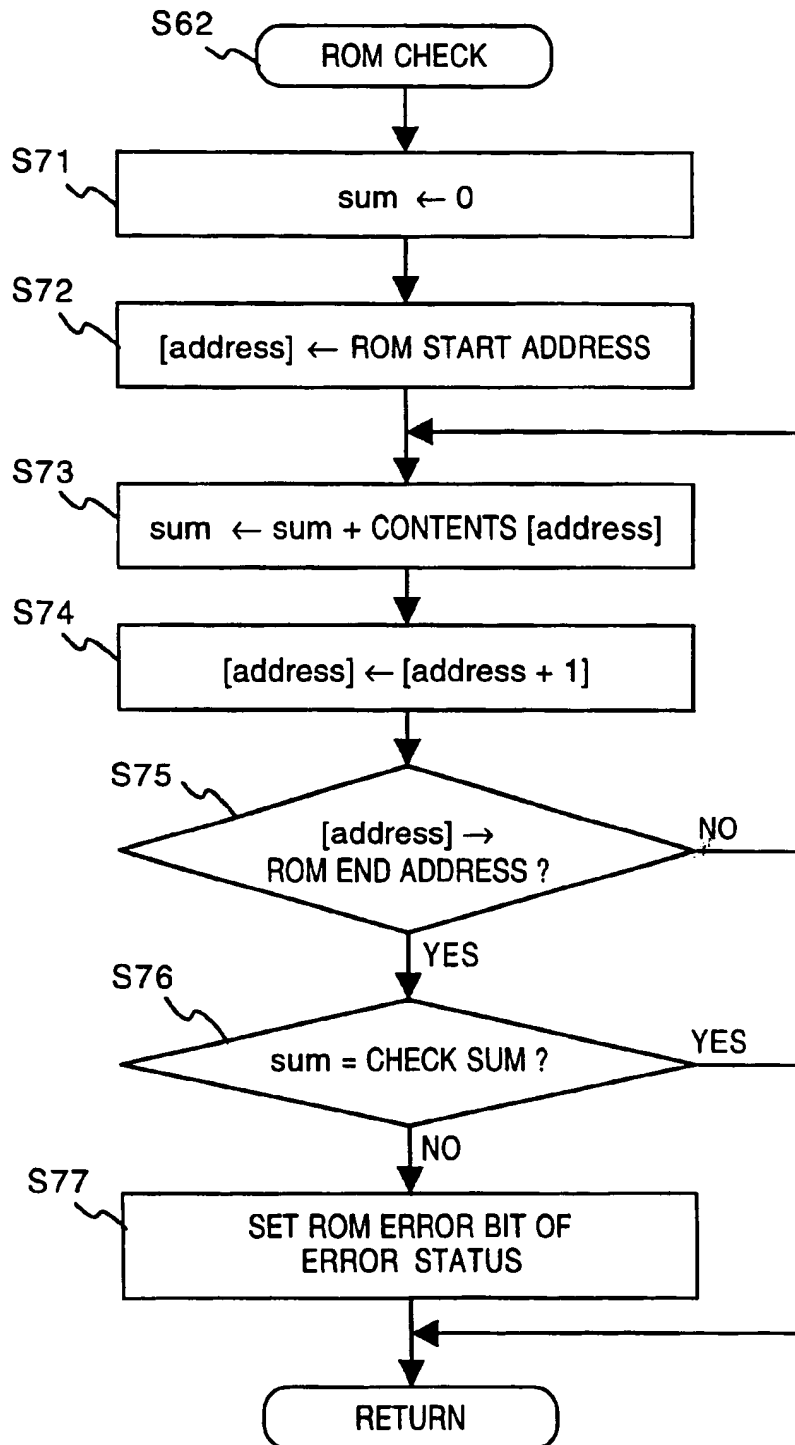 S62
ROM CHECK
S71
sum ← 0
S72
[address] ← ROM START ADDRESS
S73
sum ← sum + CONTENTS [address]
S74
[address] ← [address + 1]
S75
[address] →
ROM END ADDRESS ?
NO
YES
S76
sum = CHECK SUM ?
YES
NO
S77
SET ROM ERROR BIT OF
ERROR STATUS
RETURN